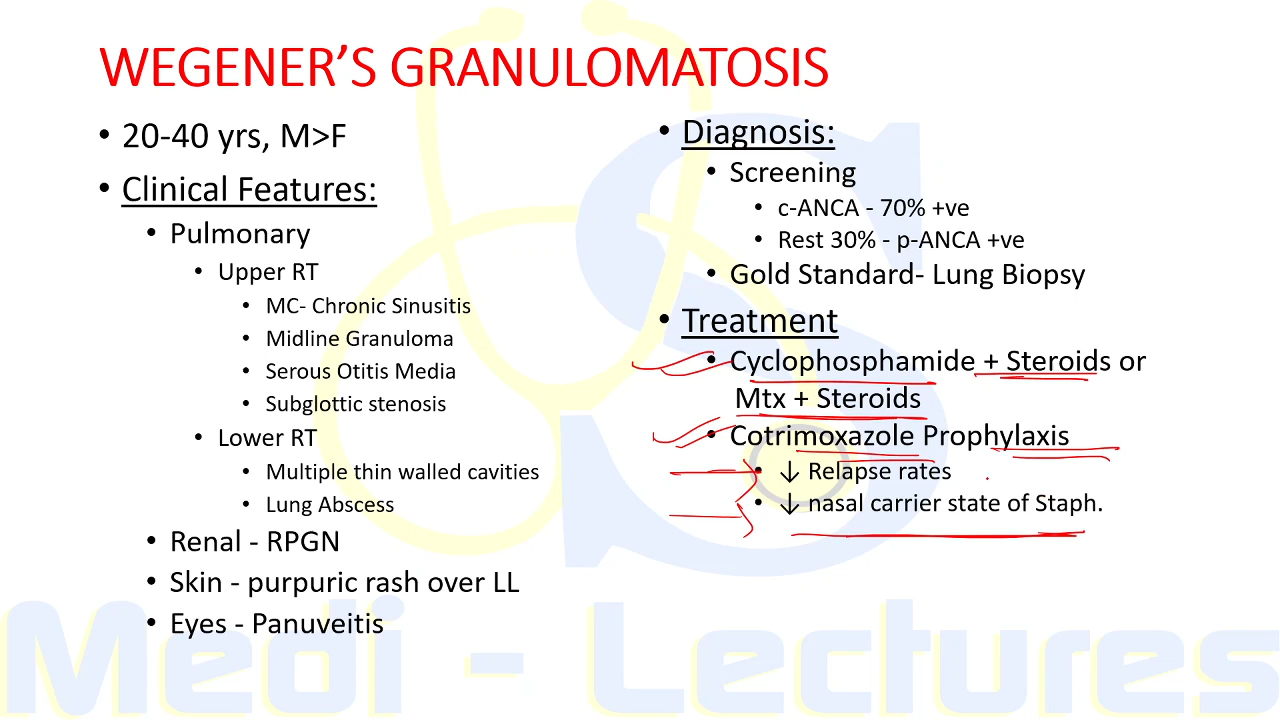 WEGENER'S GRANULOMATOSIS
• 20-40 yrs, M>F
• Clinical Features:
• Pulmonary
• Upper RT
• MC- Chronic Sinusitis
• Midline Granuloma
• Serous Otitis Media
• Subglottic stenosis
• Lower RT
• Multiple thin walled cavities
• Lung Abscess
• Renal - RPGN
• Skin - purpuric rash over LL
• Eyes - Panuveitis
• Diagnosis:
• Screening
• c-ANCA - 70% +ve
• Rest 30% - p-ANCA +ve
• Gold Standard- Lung Biopsy
• Treatment
• Cyclophosphamide + Steroids or
Mtx + Steroids
• Cotrimoxazole Prophylaxis
• ↓ Relapse rates
• ↓ nasal carrier state of Staph.
Medi - Lectures